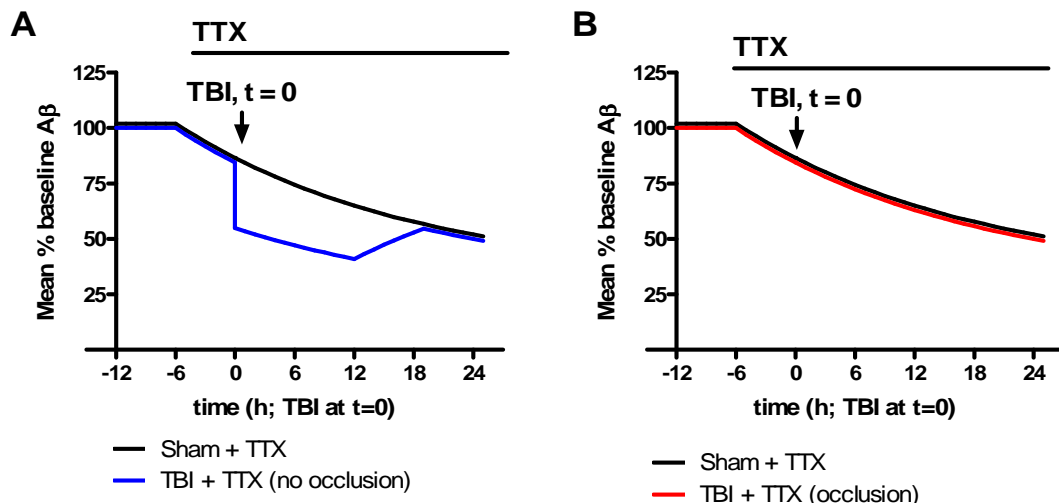 A
TTX
TBI, t = 0
Mean % baseline Aβ
125
100
75
50
25
-12 -6 0 6 12 18 24
time (h; TBI at t=0)
Sham + TTX
TBI + TTX (no occlusion)
B
TTX
TBI, t = 0
Mean % baseline Aβ
125
100
75
50
25
-12 -6 0 6 12 18 24
time (h; TBI at t=0)
Sham + TTX
TBI + TTX (occlusion)